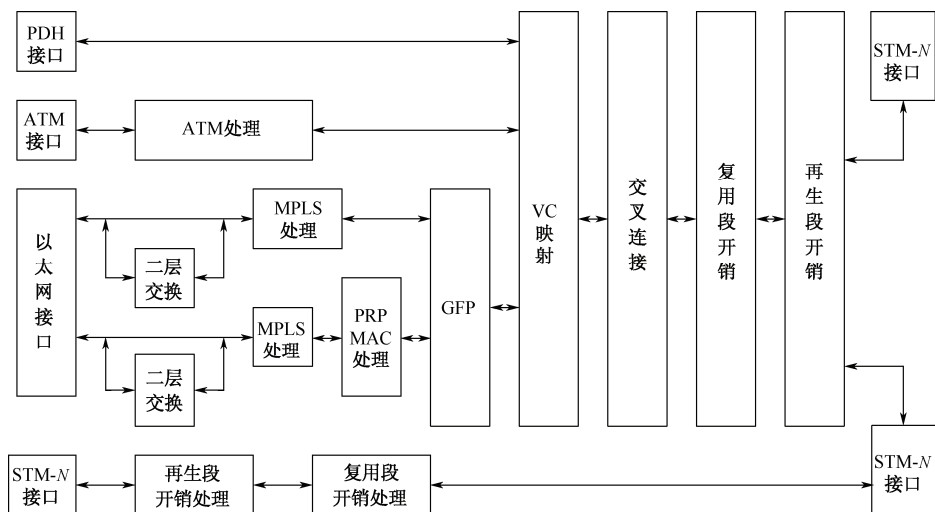 PDH
接口
ATM
接口
ATM处理
以太网接口
二层
交换
MPLS
处理
二层
交换
MPLS
处理
PRP
MAC
处理
GFP
VC
映射
交叉连接
复用段开销
再生段开销
STM-N
接口
STM-N
接口
再生段
开销处理
复用段
开销处理
STM-N
接口